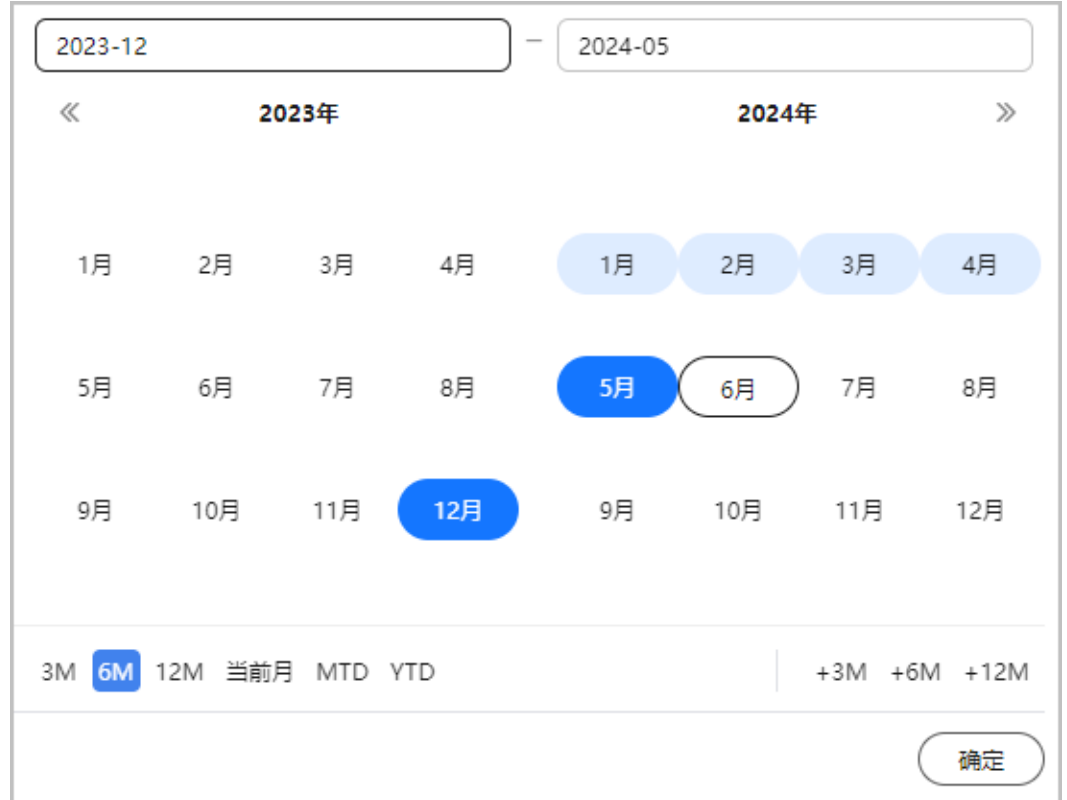 2023-12 – 2024-05
« 2023年 2024年 »
1月 2月 3月 4月 1月 2月 3月 4月
5月 6月 7月 8月 5月 6月 7月 8月
9月 10月 11月 12月 9月 10月 11月 12月
3M 6M 12M 当前月 MTD YTD +3M +6M +12M
确定